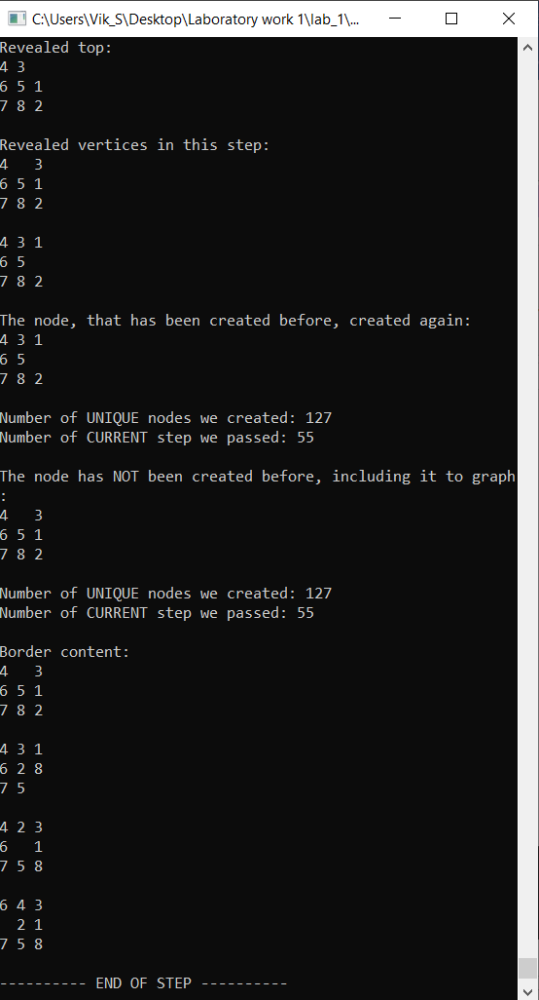 C:\Users\Vik_S\Desktop\Laboratory work 1\lab_1\...
Revealed top:
4 3
6 5 1
7 8 2
Revealed vertices in this step:
4   3
6 5 1
7 8 2
4 3 1
6 5
7 8 2
The node, that has been created before, created again:
4 3 1
6 5
7 8 2
Number of UNIQUE nodes we created: 127
Number of CURRENT step we passed: 55
The node has NOT been created before, including it to graph
:
4   3
6 5 1
7 8 2
Number of UNIQUE nodes we created: 127
Number of CURRENT step we passed: 55
Border content:
4   3
6 5 1
7 8 2
4 3 1
6 2 8
7 5
4 2 3
6   1
7 5 8
6 4 3
  2 1
7 5 8
---------- END OF STEP ----------